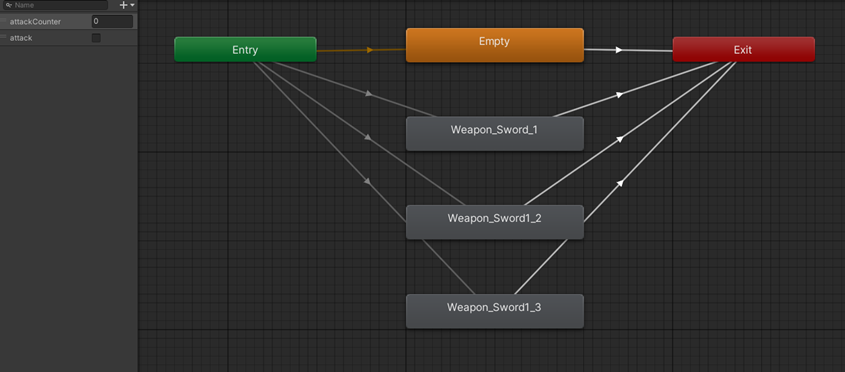 Name
attackCounter 0
attack
Entry
Empty
Exit
Weapon_Sword_1
Weapon_Sword1_2
Weapon_Sword1_3